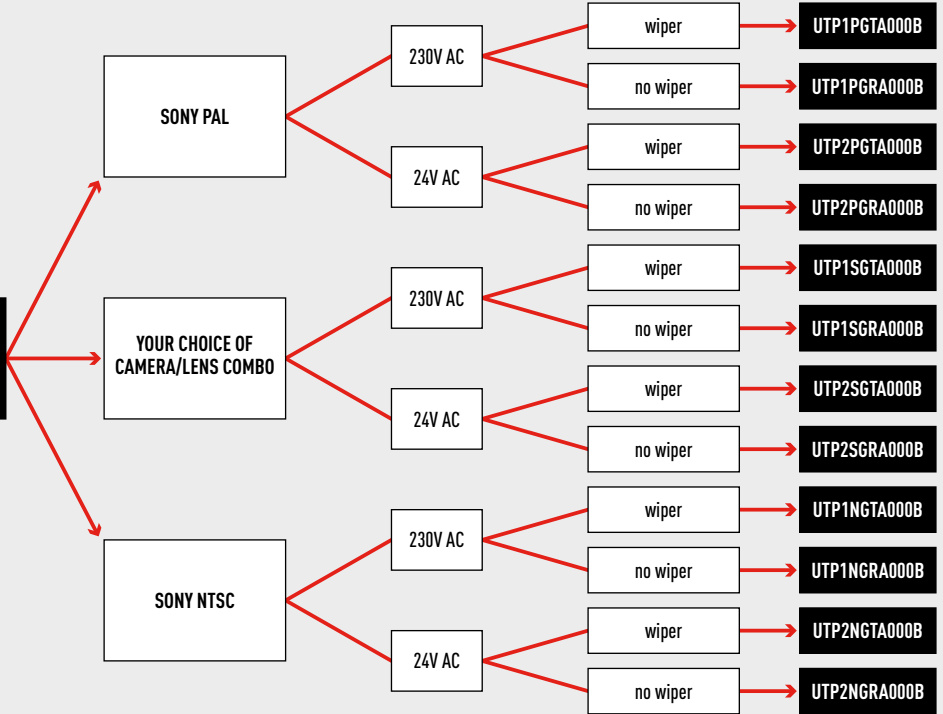 wiper
UTP1PGTA000B
230V AC
no wiper
UTP1PGRA000B
SONY PAL
wiper
UTP2PGTA000B
24V AC
no wiper
UTP2PGRA000B
wiper
UTP1SGTA000B
230V AC
no wiper
UTP1SGRA000B
YOUR CHOICE OF
CAMERA/LENS COMBO
wiper
UTP2SGTA000B
24V AC
no wiper
UTP2SGRA000B
wiper
UTP1NGTA000B
230V AC
no wiper
UTP1NGRA000B
SONY NTSC
wiper
UTP2NGTA000B
24V AC
no wiper
UTP2NGRA000B